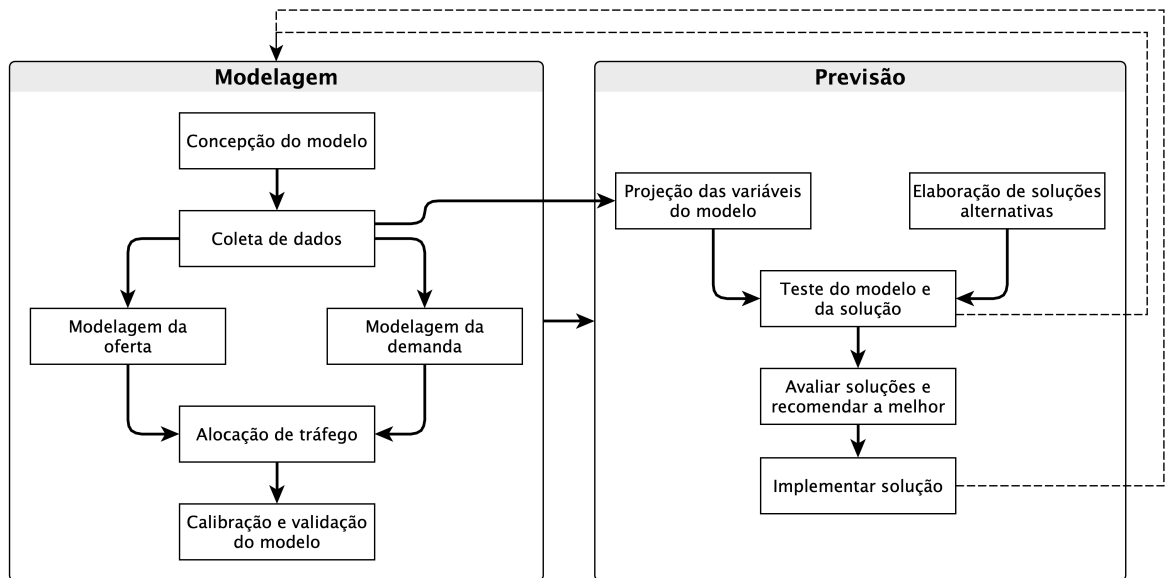 Modelagem
Concepção do modelo
Coleta de dados
Modelagem da
oferta
Modelagem da
demanda
Alocação de tráfego
Calibração e validação
do modelo
Previsão
Projeção das variáveis
do modelo
Elaboração de soluções
alternativas
Teste do modelo e
da solução
Avaliar soluções e
recomendar a melhor
Implementar solução